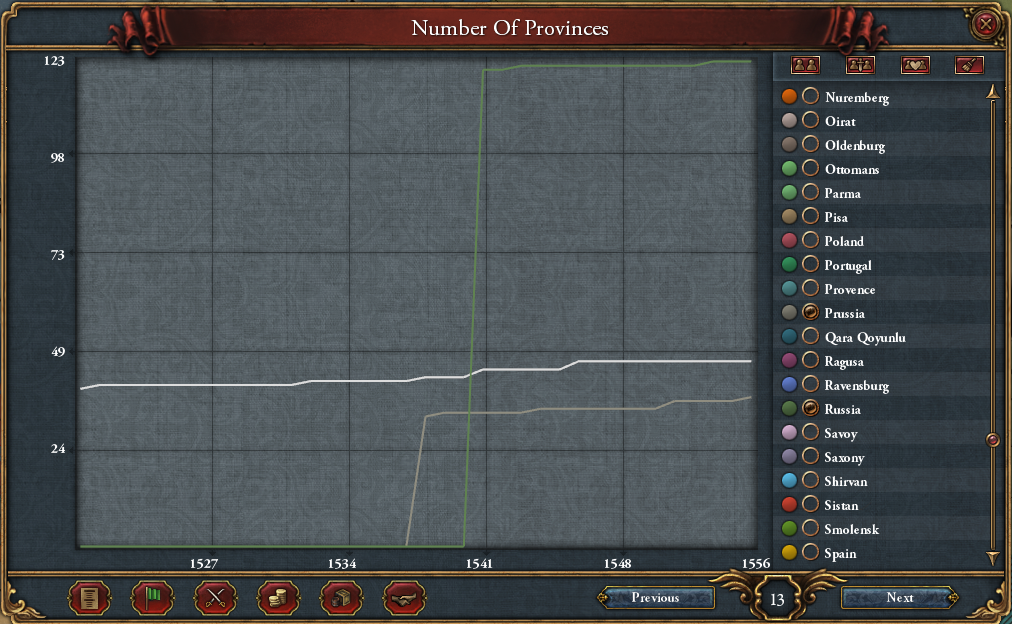 Number Of Provinces
123
98
73
49
24
1527
1534
1541
1548
1556
Nuremberg
Oirat
Oldenburg
Ottomans
Parma
Pisa
Poland
Portugal
Provence
Prussia
Qara Qoyunlu
Ragusa
Ravensburg
Russia
Savoy
Saxony
Shirvan
Sistan
Smolensk
Spain
Previous
13
Next